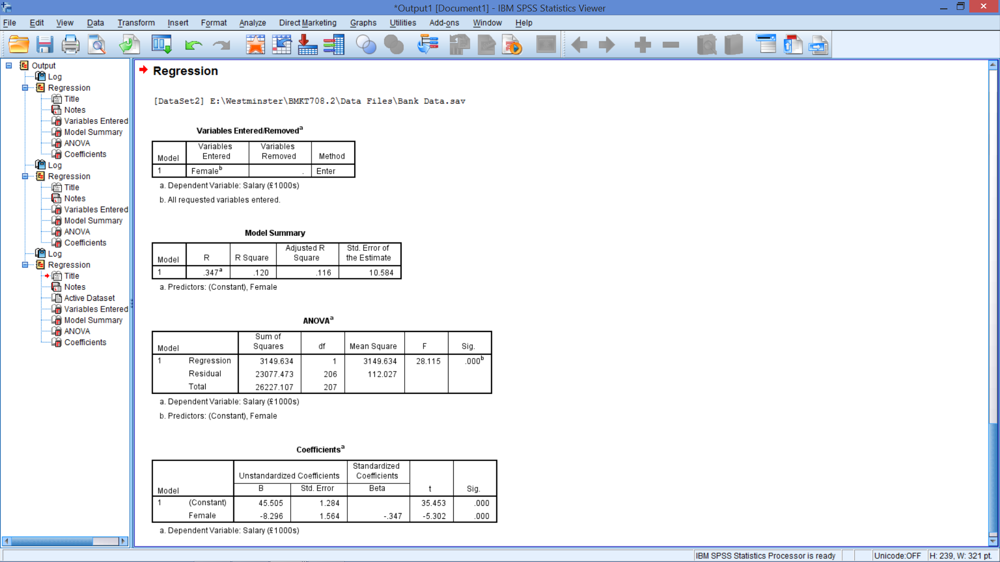 *Output1 [Document1] - IBM SPSS Statistics Viewer
File Edit View Data Transform Insert Format Analyze Direct Marketing Graphs Utilities Add-ons Window Help
Output
Log
Regression
Title
Notes
Variables Entered
Model Summary
ANOVA
Coefficients
Log
Regression
Title
Notes
Variables Entered
Model Summary
ANOVA
Coefficients
Log
Regression
Title
Notes
Active Dataset
Variables Entered
Model Summary
ANOVA
Coefficients
Regression
[DataSet2] E:\Westminster\BMKT708.2\Data Files\Bank Data.sav
Variables Entered/Removedᵃ
Model Variables Entered Variables Removed Method
1 Femaleᵇ . Enter
a. Dependent Variable: Salary (£1000s)
b. All requested variables entered.
Model Summary
Model R R Square Adjusted R Square Std. Error of the Estimate
1 .347ᵃ .120 .116 10.584
a. Predictors: (Constant), Female
ANOVAᵃ
Model Sum of Squares df Mean Square F Sig.
1 Regression 3149.634 1 3149.634 28.115 .000ᵇ
Residual 23077.473 206 112.027
Total 26227.107 207
a. Dependent Variable: Salary (£1000s)
b. Predictors: (Constant), Female
Coefficientsᵃ
Model Unstandardized Coefficients Standardized Coefficients t Sig.
B Std. Error Beta
1 (Constant) 45.505 1.284 35.453 .000
Female -8.296 1.564 -.347 -5.302 .000
a. Dependent Variable: Salary (£1000s)
IBM SPSS Statistics Processor is ready Unicode:OFF H: 239, W: 321 pt.